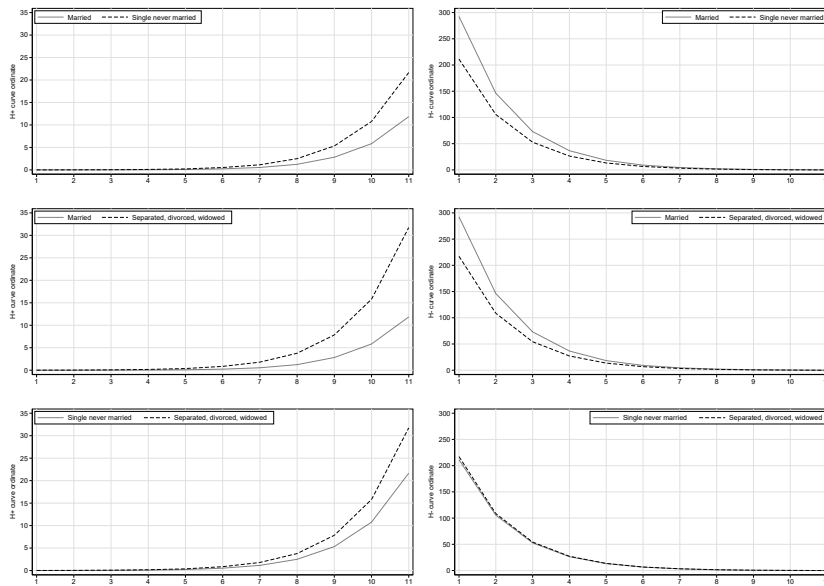 Married Single never married
H+ curve ordinate
35
30
25
20
15
10
5
0
1 2 3 4 5 6 7 8 9 10 11
Married Single never married
H- curve ordinate
300
250
200
150
100
50
0
1 2 3 4 5 6 7 8 9 10
Married Separated, divorced, widowed
H+ curve ordinate
35
30
25
20
15
10
5
0
1 2 3 4 5 6 7 8 9 10 11
Married Separated, divorced, widowed
H- curve ordinate
300
250
200
150
100
50
0
1 2 3 4 5 6 7 8 9 10
Single never married Separated, divorced, widowed
H+ curve ordinate
35
30
25
20
15
10
5
0
1 2 3 4 5 6 7 8 9 10 11
Single never married Separated, divorced, widowed
H- curve ordinate
300
250
200
150
100
50
0
1 2 3 4 5 6 7 8 9 10